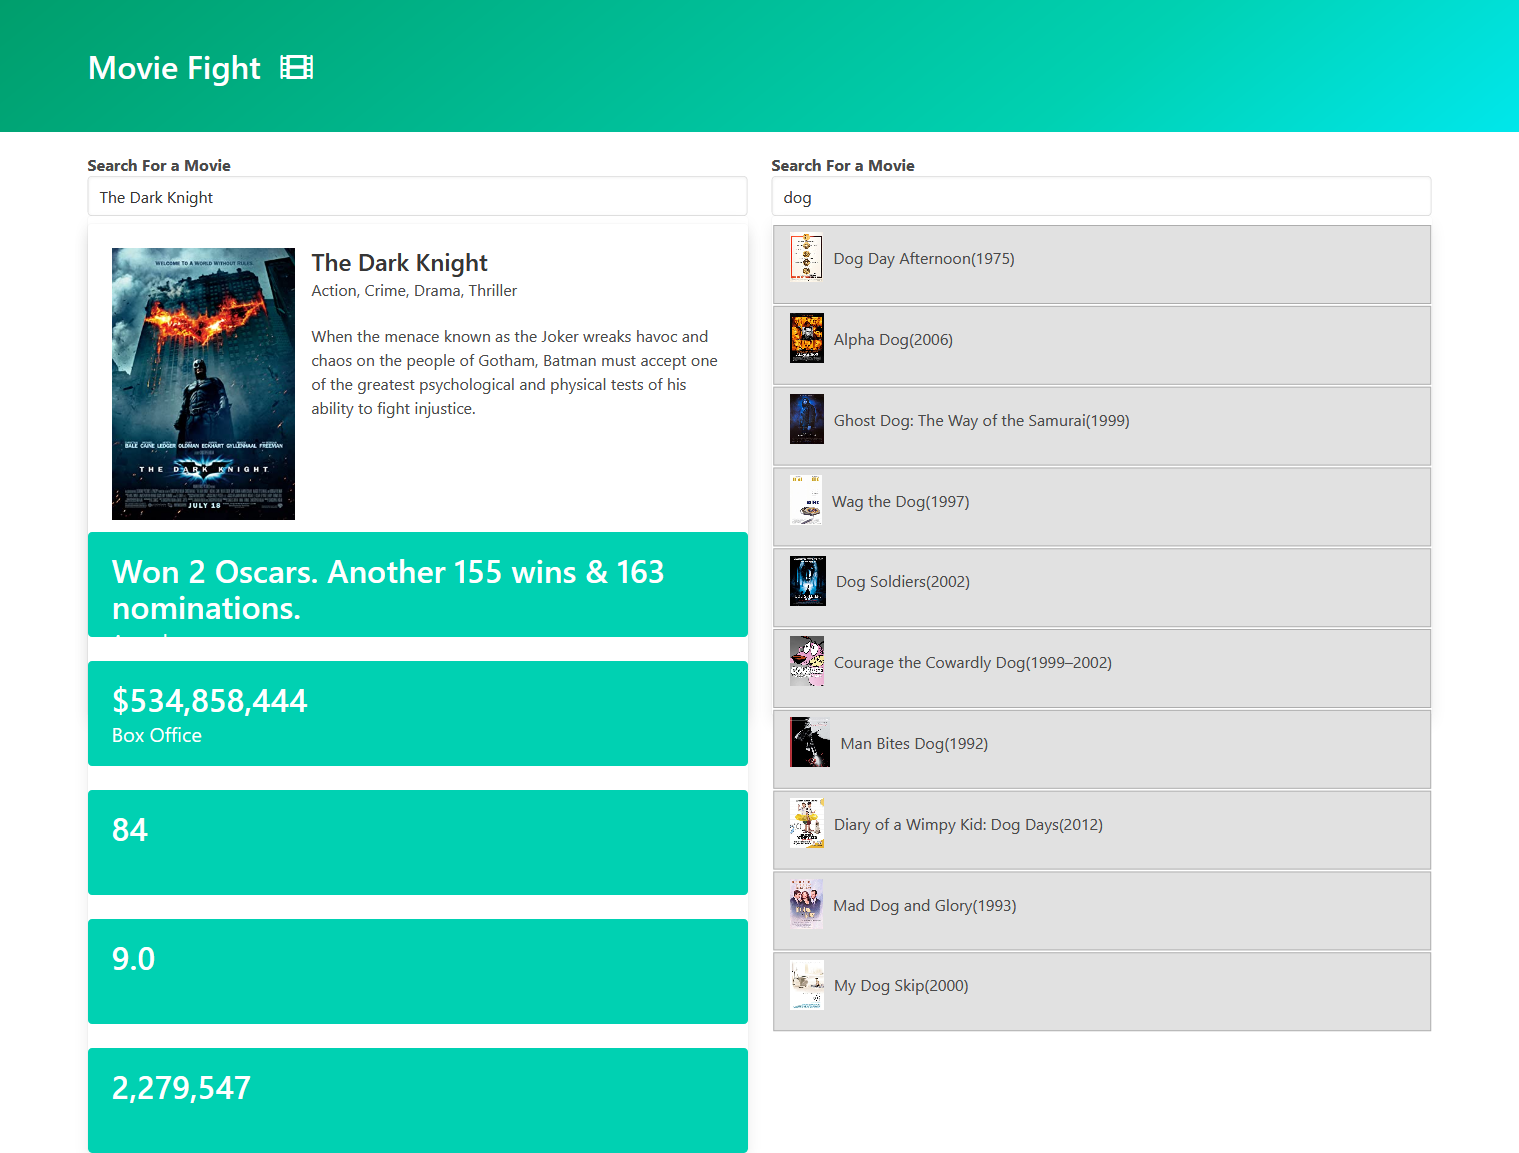 Movie Fight
Search For a Movie
The Dark Knight
WELCOME TO A WORLD WITHOUT RULES.
BALE CAINE LEDGER OLDMAN ECKHART GYLLENHAAL FREEMAN
THE DARK KNIGHT
JULY 18
The Dark Knight
Action, Crime, Drama, Thriller
When the menace known as the Joker wreaks havoc and
chaos on the people of Gotham, Batman must accept one
of the greatest psychological and physical tests of his
ability to fight injustice.
Won 2 Oscars. Another 155 wins & 163
nominations.
$534,858,444
Box Office
84
9.0
2,279,547
Search For a Movie
dog
Dog Day Afternoon(1975)
Alpha Dog(2006)
Ghost Dog: The Way of the Samurai(1999)
Wag the Dog(1997)
Dog Soldiers(2002)
Courage the Cowardly Dog(1999–2002)
Man Bites Dog(1992)
Diary of a Wimpy Kid: Dog Days(2012)
Mad Dog and Glory(1993)
My Dog Skip(2000)